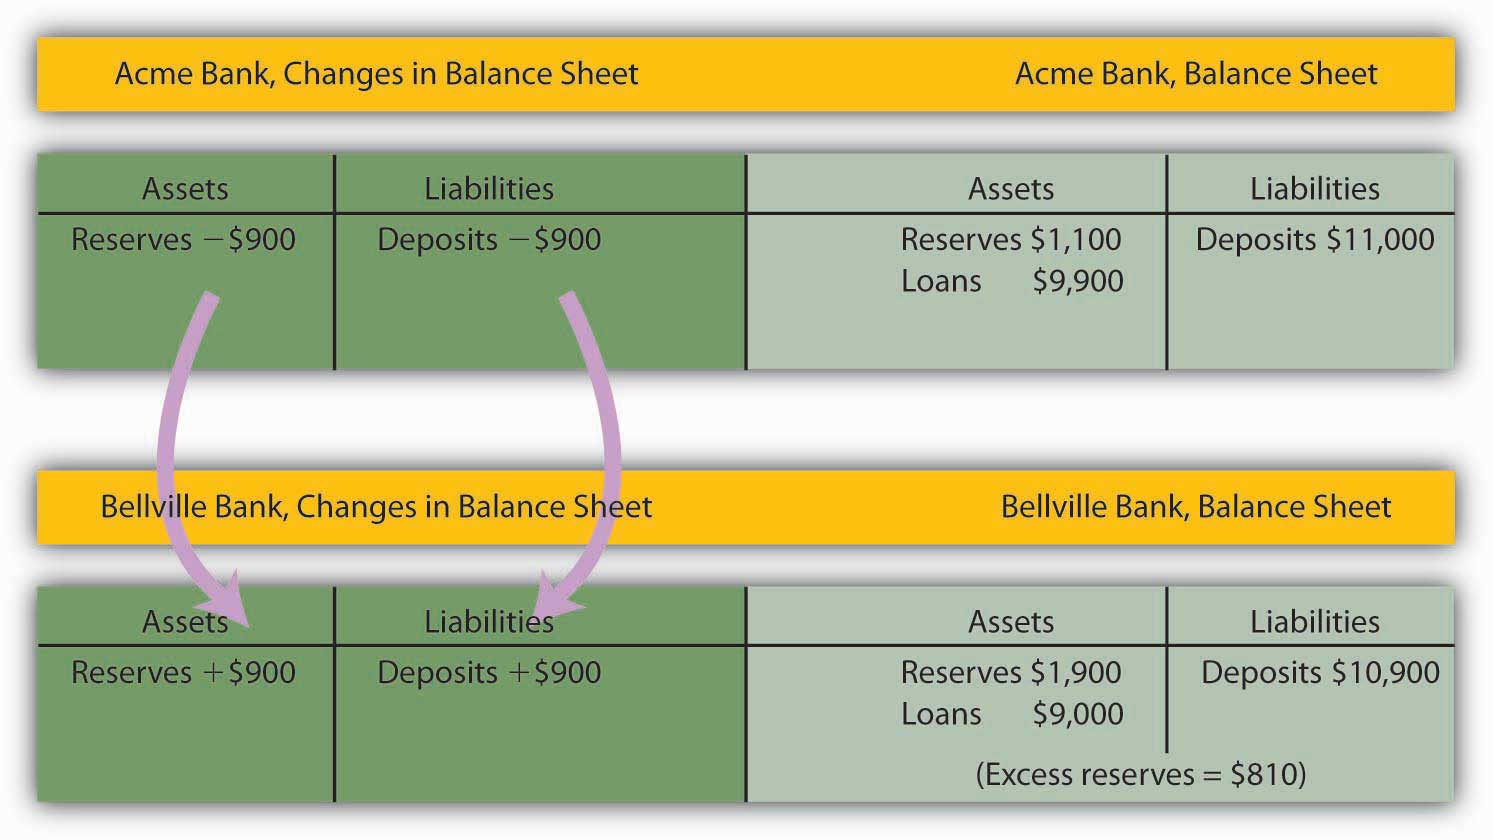 Acme Bank, Changes in Balance Sheet
Acme Bank, Balance Sheet
Assets
Liabilities
Assets
Liabilities
Reserves −$900
Deposits −$900
Reserves $1,100
Deposits $11,000
Loans $9,900
Bellville Bank, Changes in Balance Sheet
Bellville Bank, Balance Sheet
Assets
Liabilities
Assets
Liabilities
Reserves +$900
Deposits +$900
Reserves $1,900
Deposits $10,900
Loans $9,000
(Excess reserves = $810)